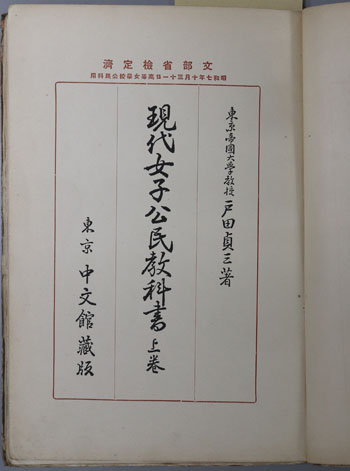 文部省検定済
昭和七年十月三十一日高等女學校公民科用
東京帝國大學教授 戸田貞三著
現代女子公民教科書 上巻
東京 中文館藏版